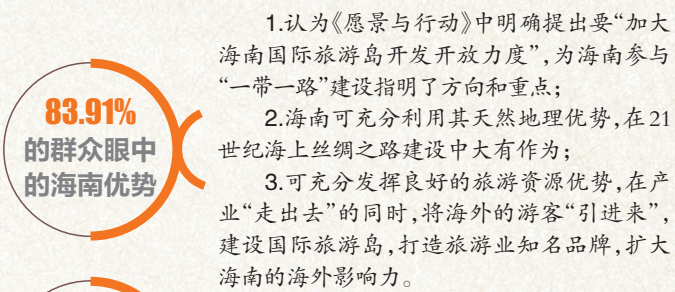 83.91%
的群众眼中
的海南优势
1.认为《愿景与行动》中明确提出要“加大
海南国际旅游岛开发开放力度”,为海南参与
“一带一路”建设指明了方向和重点;
2.海南可充分利用其天然地理优势,在21
世纪海上丝绸之路建设中大有作为;
3.可充分发挥良好的旅游资源优势,在产
业“走出去”的同时,将海外的游客“引进来”,
建设国际旅游岛,打造旅游业知名品牌,扩大
海南的海外影响力。